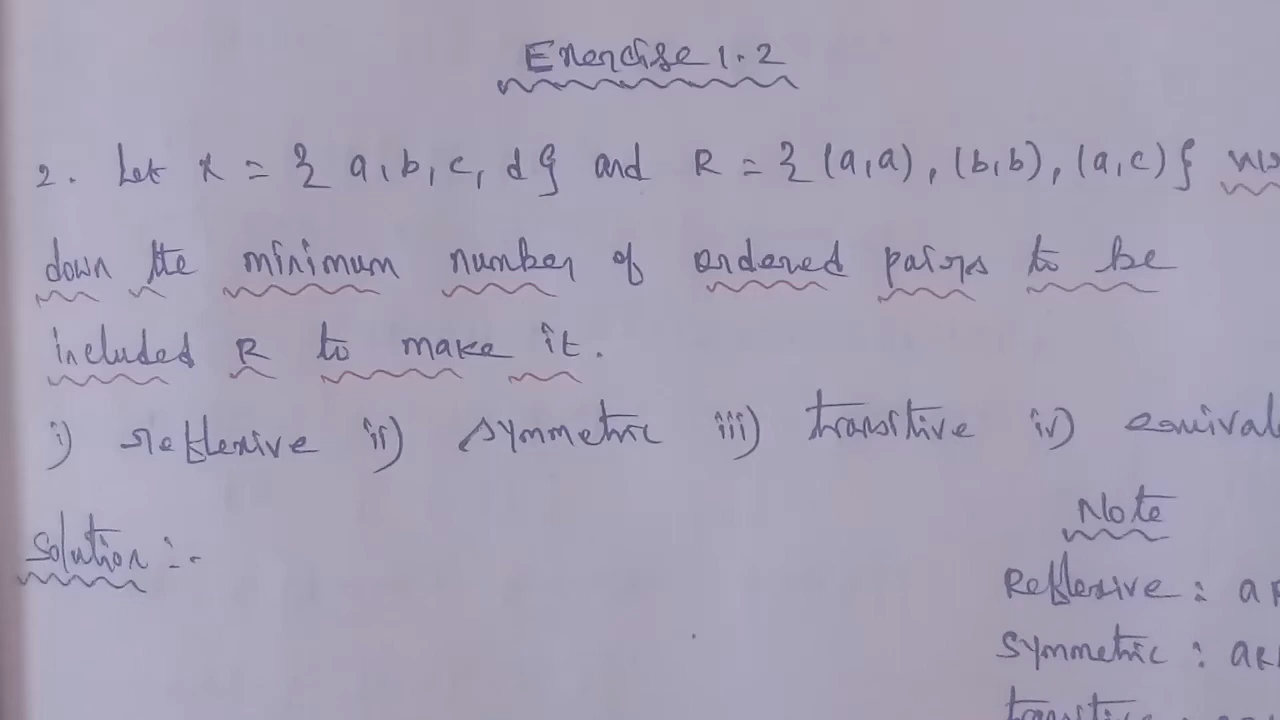 Exercise 1.2
2. Let X = { a, b, c, d } and R = { (a,a), (b,b), (a,c) }
down the minimum number of ordered pairs to be
included R to make it.
i) reflexive ii) symmetric iii) transitive iv)
Solution :-
Note
Reflexive :
Symmetric :